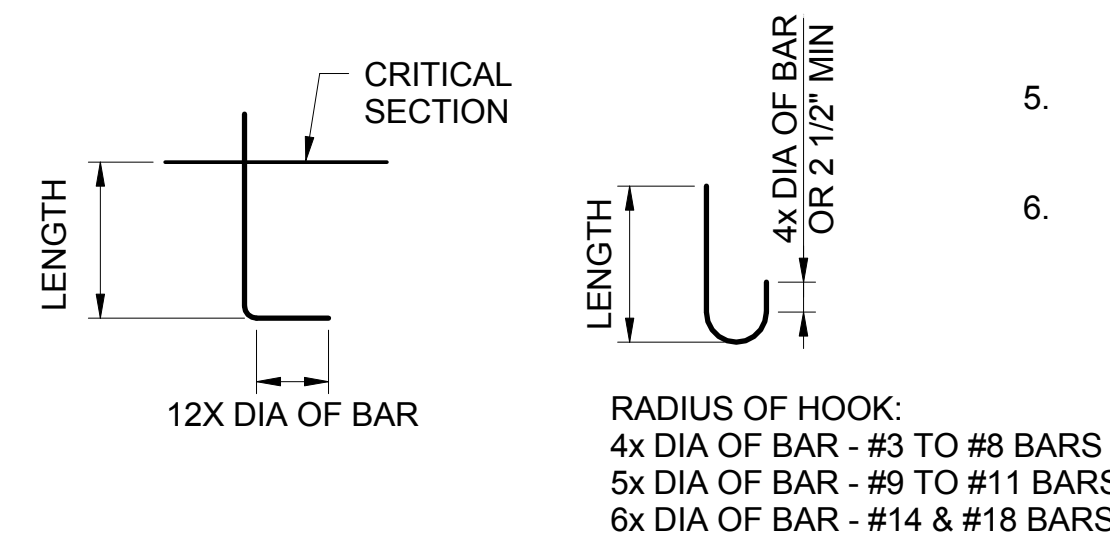 CRITICAL
SECTION
LENGTH
12X DIA OF BAR
4x DIA OF BAR
OR 2 1/2" MIN
LENGTH
RADIUS OF HOOK:
4x DIA OF BAR - #3 TO #8 BARS
5x DIA OF BAR - #9 TO #11 BARS
6x DIA OF BAR - #14 & #18 BARS
5.
6.